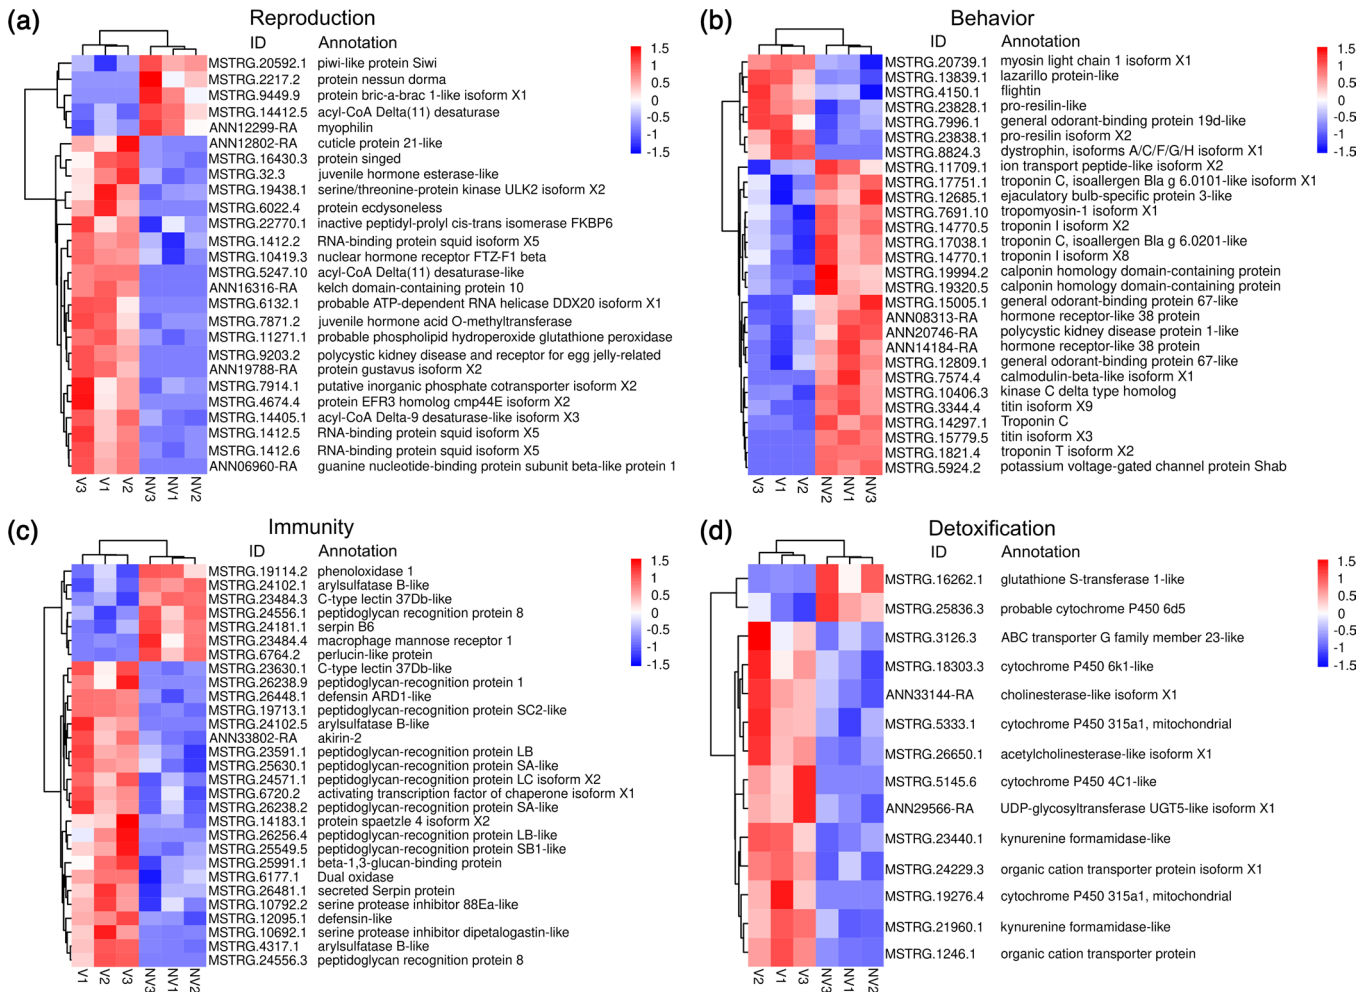 (a) Reproduction
ID Annotation
MSTRG.20592.1 piwi-like protein Siwi
MSTRG.2217.2 protein nessun dorma
MSTRG.9449.9 protein bric-a-brac 1-like isoform X1
MSTRG.14412.5 acyl-CoA Delta(11) desaturase
ANN12299-RA myophilin
ANN12802-RA cuticle protein 21-like
MSTRG.16430.3 protein singed
MSTRG.32.3 juvenile hormone esterase-like
MSTRG.19438.1 serine/threonine-protein kinase ULK2 isoform X2
MSTRG.6022.4 protein ecdysoneless
MSTRG.22770.1 inactive peptidyl-prolyl cis-trans isomerase FKBP6
MSTRG.1412.2 RNA-binding protein squid isoform X5
MSTRG.10419.3 nuclear hormone receptor FTZ-F1 beta
MSTRG.5247.10 acyl-CoA Delta(11) desaturase-like
ANN16316-RA kelch domain-containing protein 10
MSTRG.6132.1 probable ATP-dependent RNA helicase DDX20 isoform X1
MSTRG.7871.2 juvenile hormone acid O-methyltransferase
MSTRG.11271.1 probable phospholipid hydroperoxide glutathione peroxidase
MSTRG.9203.2 polycystic kidney disease and receptor for egg jelly-related
ANN19788-RA protein gustavus isoform X2
MSTRG.7914.1 putative inorganic phosphate cotransporter isoform X2
MSTRG.4674.4 protein EFR3 homolog cmp44E isoform X2
MSTRG.14405.1 acyl-CoA Delta-9 desaturase-like isoform X3
MSTRG.1412.5 RNA-binding protein squid isoform X5
MSTRG.1412.6 RNA-binding protein squid isoform X5
ANN06960-RA guanine nucleotide-binding protein subunit beta-like protein 1
V3 V1 V2 NV3 NV1 NV2
1.5
1
0.5
0
-0.5
-1
-1.5
(b) Behavior
ID Annotation
MSTRG.20739.1 myosin light chain 1 isoform X1
MSTRG.13839.1 lazarillo protein-like
MSTRG.4150.1 flightin
MSTRG.23828.1 pro-resilin-like
MSTRG.7996.1 general odorant-binding protein 19d-like
MSTRG.23838.1 pro-resilin isoform X2
MSTRG.8824.3 dystrophin, isoforms A/C/F/G/H isoform X1
MSTRG.11709.1 ion transport peptide-like isoform X2
MSTRG.17751.1 troponin C, isoallergen Bla g 6.0101-like isoform X1
MSTRG.12685.1 ejaculatory bulb-specific protein 3-like
MSTRG.7691.10 tropomyosin-1 isoform X1
MSTRG.14770.5 troponin I isoform X2
MSTRG.17038.1 troponin C, isoallergen Bla g 6.0201-like
MSTRG.14770.1 troponin I isoform X8
MSTRG.19994.2 calponin homology domain-containing protein
MSTRG.19320.5 calponin homology domain-containing protein
MSTRG.15005.1 general odorant-binding protein 67-like
ANN08313-RA hormone receptor-like 38 protein
ANN20746-RA polycystic kidney disease protein 1-like
ANN14184-RA hormone receptor-like 38 protein
MSTRG.12809.1 general odorant-binding protein 67-like
MSTRG.7574.4 calmodulin-beta-like isoform X1
MSTRG.10406.3 kinase C delta type homolog
MSTRG.3344.4 titin isoform X9
MSTRG.14297.1 Troponin C
MSTRG.15779.5 titin isoform X3
MSTRG.1821.4 troponin T isoform X2
MSTRG.5924.2 potassium voltage-gated channel protein Shab
V3 V1 V2 NV2 NV1 NV3
1.5
1
0.5
0
-0.5
-1
-1.5
(c) Immunity
ID Annotation
MSTRG.19114.2 phenoloxidase 1
MSTRG.24102.1 arylsulfatase B-like
MSTRG.23484.3 C-type lectin 37Db-like
MSTRG.24556.1 peptidoglycan recognition protein 8
MSTRG.24181.1 serpin B6
MSTRG.23484.4 macrophage mannose receptor 1
MSTRG.6764.2 perlucin-like protein
MSTRG.23630.1 C-type lectin 37Db-like
MSTRG.26238.9 peptidoglycan-recognition protein 1
MSTRG.26448.1 defensin ARD1-like
MSTRG.19713.1 peptidoglycan-recognition protein SC2-like
MSTRG.24102.5 arylsulfatase B-like
ANN33802-RA akirin-2
MSTRG.23591.1 peptidoglycan-recognition protein LB
MSTRG.25630.1 peptidoglycan-recognition protein SA-like
MSTRG.24571.1 peptidoglycan-recognition protein LC isoform X2
MSTRG.6720.2 activating transcription factor of chaperone isoform X1
MSTRG.26238.2 peptidoglycan-recognition protein SA-like
MSTRG.14183.1 protein spaetzle 4 isoform X2
MSTRG.26256.4 peptidoglycan-recognition protein LB-like
MSTRG.25549.5 peptidoglycan-recognition protein SB1-like
MSTRG.25991.1 beta-1,3-glucan-binding protein
MSTRG.6177.1 Dual oxidase
MSTRG.26481.1 secreted Serpin protein
MSTRG.10792.2 serine protease inhibitor 88Ea-like
MSTRG.12095.1 defensin-like
MSTRG.10692.1 serine protease inhibitor dipetalogastin-like
MSTRG.4317.1 arylsulfatase B-like
MSTRG.24556.3 peptidoglycan recognition protein 8
V1 V2 V3 NV3 NV1 NV2
1.5
1
0.5
0
-0.5
-1
-1.5
(d) Detoxification
ID Annotation
MSTRG.16262.1 glutathione S-transferase 1-like
MSTRG.25836.3 probable cytochrome P450 6d5
MSTRG.3126.3 ABC transporter G family member 23-like
MSTRG.18303.3 cytochrome P450 6k1-like
ANN33144-RA cholinesterase-like isoform X1
MSTRG.5333.1 cytochrome P450 315a1, mitochondrial
MSTRG.26650.1 acetylcholinesterase-like isoform X1
MSTRG.5145.6 cytochrome P450 4C1-like
ANN29566-RA UDP-glycosyltransferase UGT5-like isoform X1
MSTRG.23440.1 kynurenine formamidase-like
MSTRG.24229.3 organic cation transporter protein isoform X1
MSTRG.19276.4 cytochrome P450 315a1, mitochondrial
MSTRG.21960.1 kynurenine formamidase-like
MSTRG.1246.1 organic cation transporter protein
V2 V1 V3 NV3 NV1 NV2
1.5
1
0.5
0
-0.5
-1
-1.5